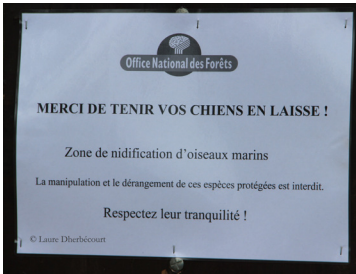 Office National des Forêts
MERCI DE TENIR VOS CHIENS EN LAISSE !
Zone de nidification d'oiseaux marins
La manipulation et le dérangement de ces espèces protégées est interdit.
Respectez leur tranquilité !
© Laure Dherbécourt